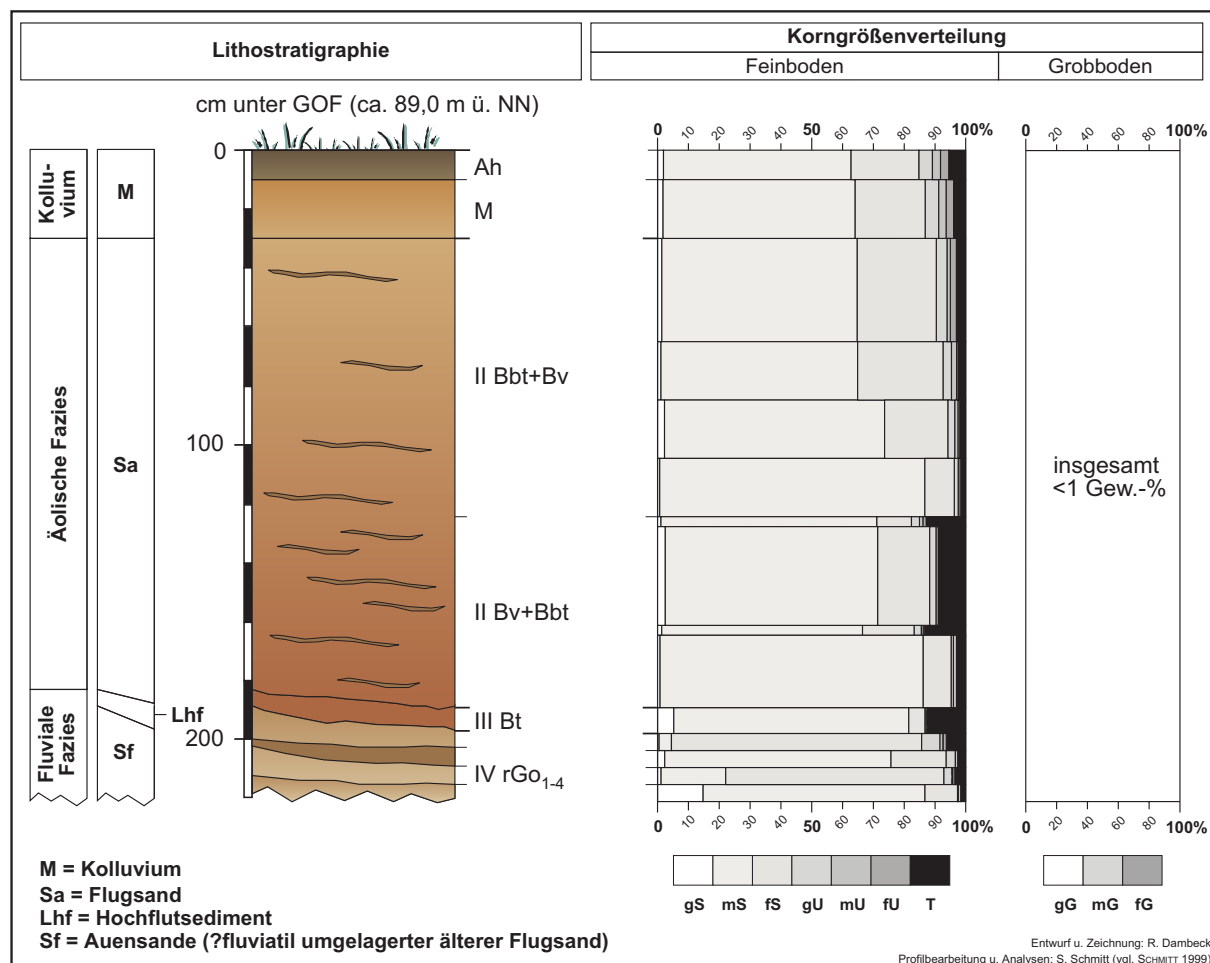 Lithostratigraphie
Korngrößenverteilung
Feinboden
Grobboden
cm unter GOF (ca. 89,0 m ü. NN)
0 10 20 30 40 50 60 70 80 90 100%
0 20 40 60 80 100%
0
100
200
Kollu-
vium
M
Äolische Fazies
Sa
Fluviale
Fazies
Lhf
Sf
Ah
M
II Bbt+Bv
II Bv+Bbt
III Bt
IV rGo1-4
insgesamt
<1 Gew.-%
0 10 20 30 40 50 60 70 80 90 100%
0 20 40 60 80 100%
gS mS fS gU mU fU T
gG mG fG
M = Kolluvium
Sa = Flugsand
Lhf = Hochflutsediment
Sf = Auensande (?fluviatil umgelagerter älterer Flugsand)
Entwurf u. Zeichnung: R. Dambeck
Profilbearbeitung u. Analysen: S. Schmitt (vgl. SCHMITT 1999)